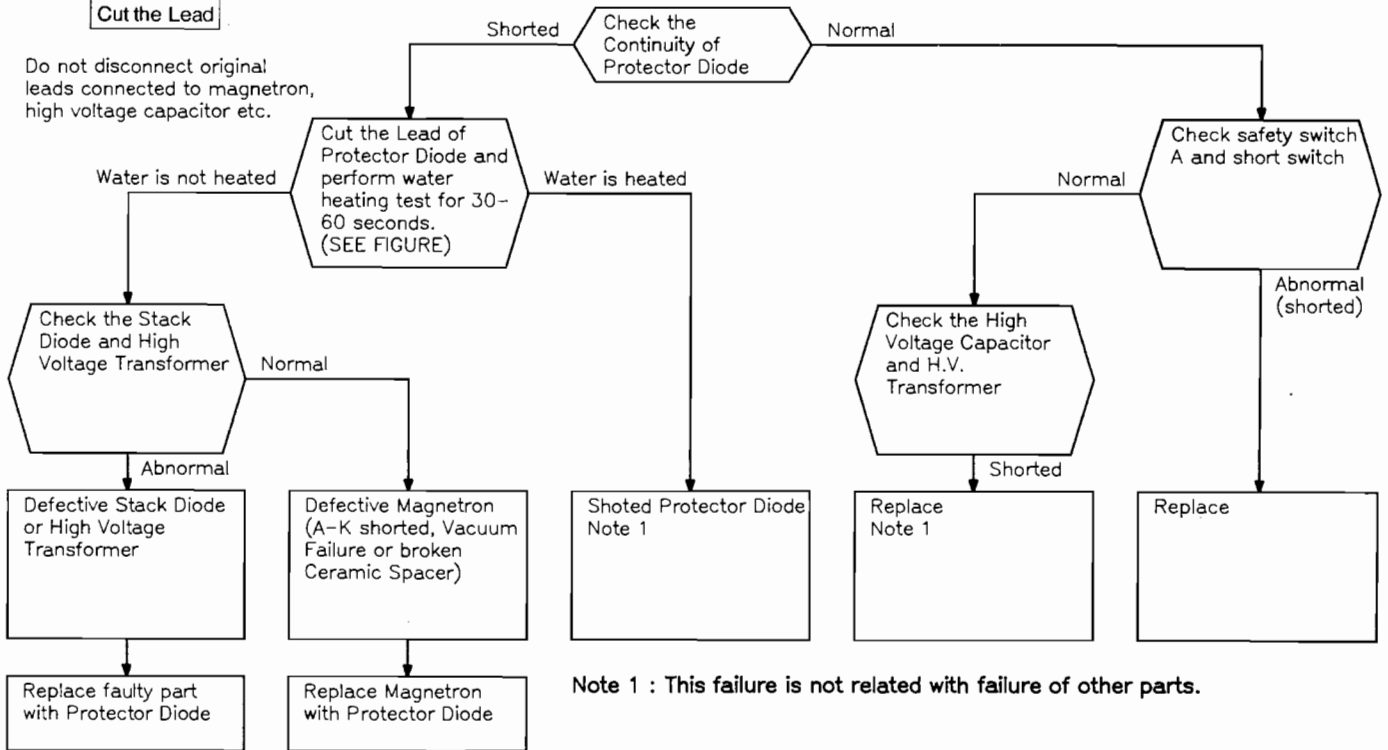 Cut the Lead
Do not disconnect original
leads connected to magnetron,
high voltage capacitor etc.
Check the
Continuity of
Protector Diode
Shorted
Normal
Cut the Lead of
Protector Diode and
perform water
heating test for 30-
60 seconds.
(SEE FIGURE)
Water is not heated
Water is heated
Check safety switch
A and short switch
Normal
Abnormal
(shorted)
Check the Stack
Diode and High
Voltage Transformer
Normal
Abnormal
Check the High
Voltage Capacitor
and H.V.
Transformer
Shorted
Defective Stack Diode
or High Voltage
Transformer
Defective Magnetron
(A-K shorted, Vacuum
Failure or broken
Ceramic Spacer)
Shoted Protector Diode
Note 1
Replace
Note 1
Replace
Replace faulty part
with Protector Diode
Replace Magnetron
with Protector Diode
Note 1 : This failure is not related with failure of other parts.